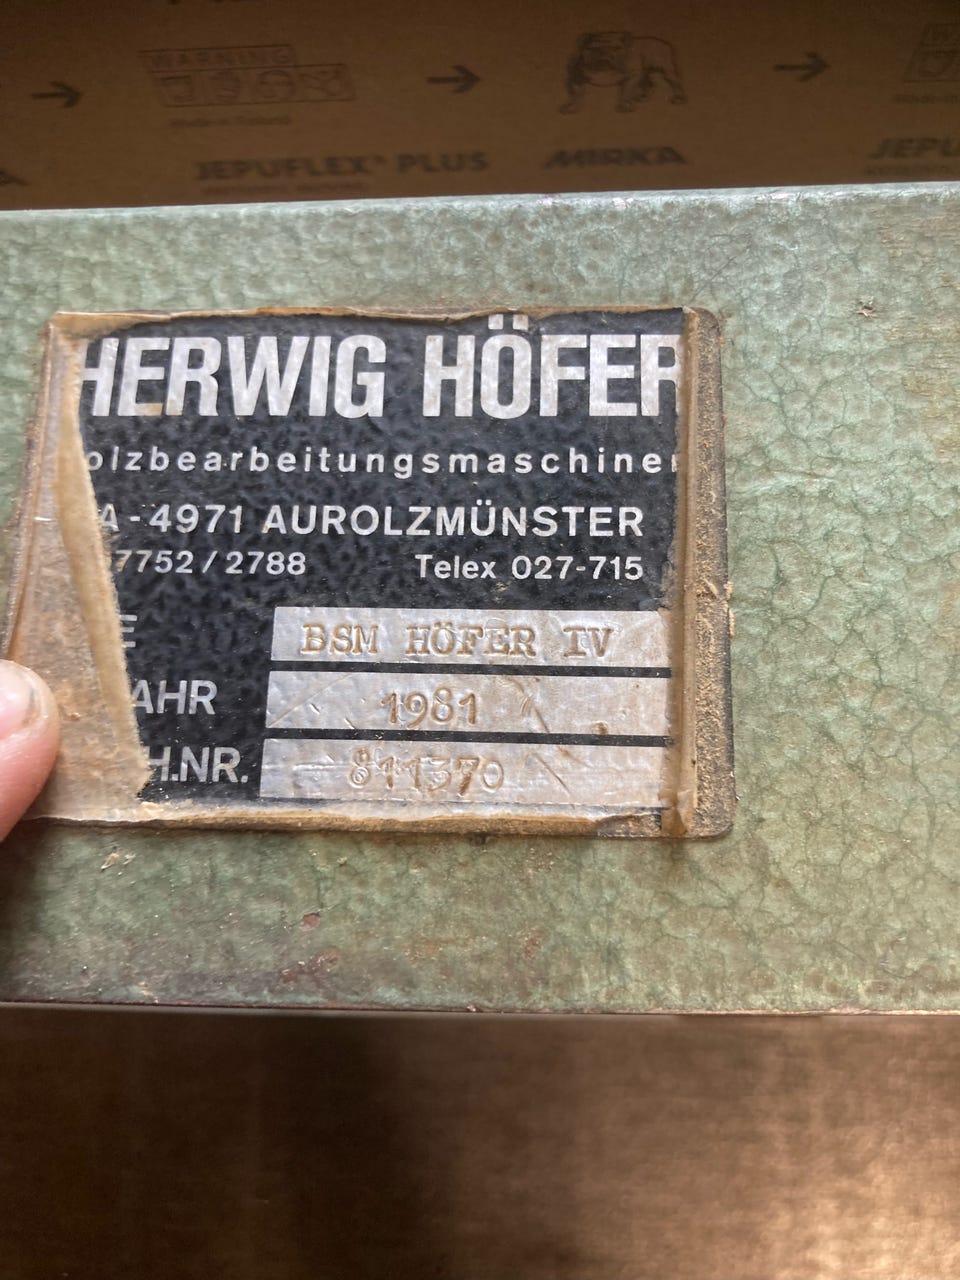 WARNING
JEPUFLEX® PLUS
MIRKA
JEPU
HERWIG HÖFER
olzbearbeitungsmaschinen
A-4971 AUROLZMÜNSTER
7752/2788 Telex 027-715
E BSM HÖFER IV
AHR 1981
H.NR. 811370